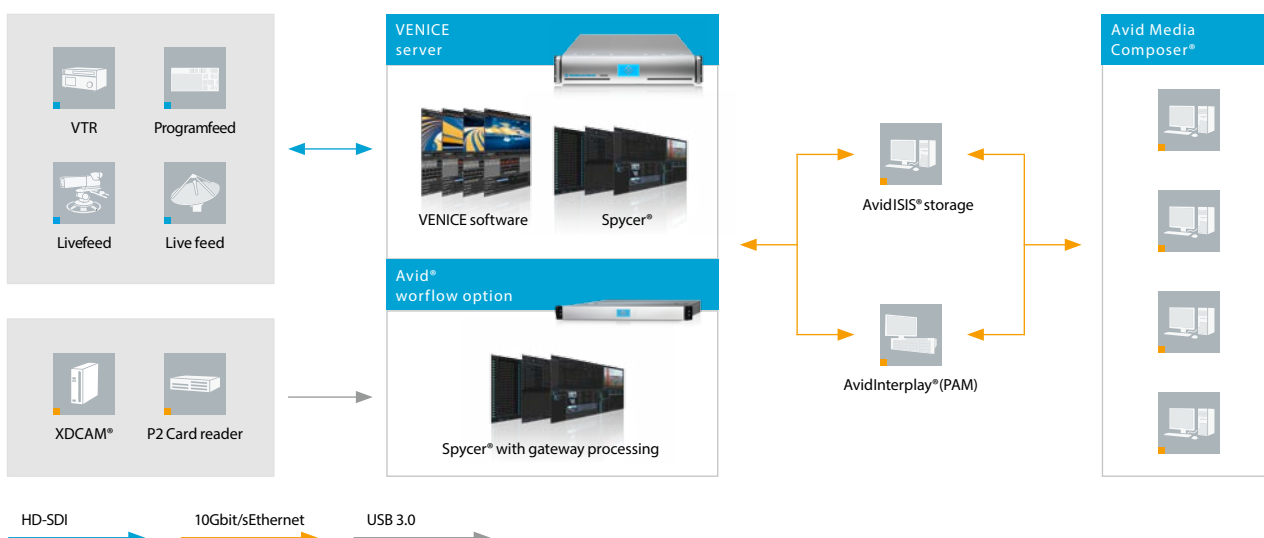 VTR
Programfeed
Livefeed
Live feed
XDCAM®
P2 Card reader
VENICE
server
VENICE software
Spycer®
Avid®
worflow option
Spycer® with gateway processing
AvidISIS® storage
AvidInterplay®(PAM)
Avid Media
Composer®
HD-SDI
10Gbit/sEthernet
USB 3.0